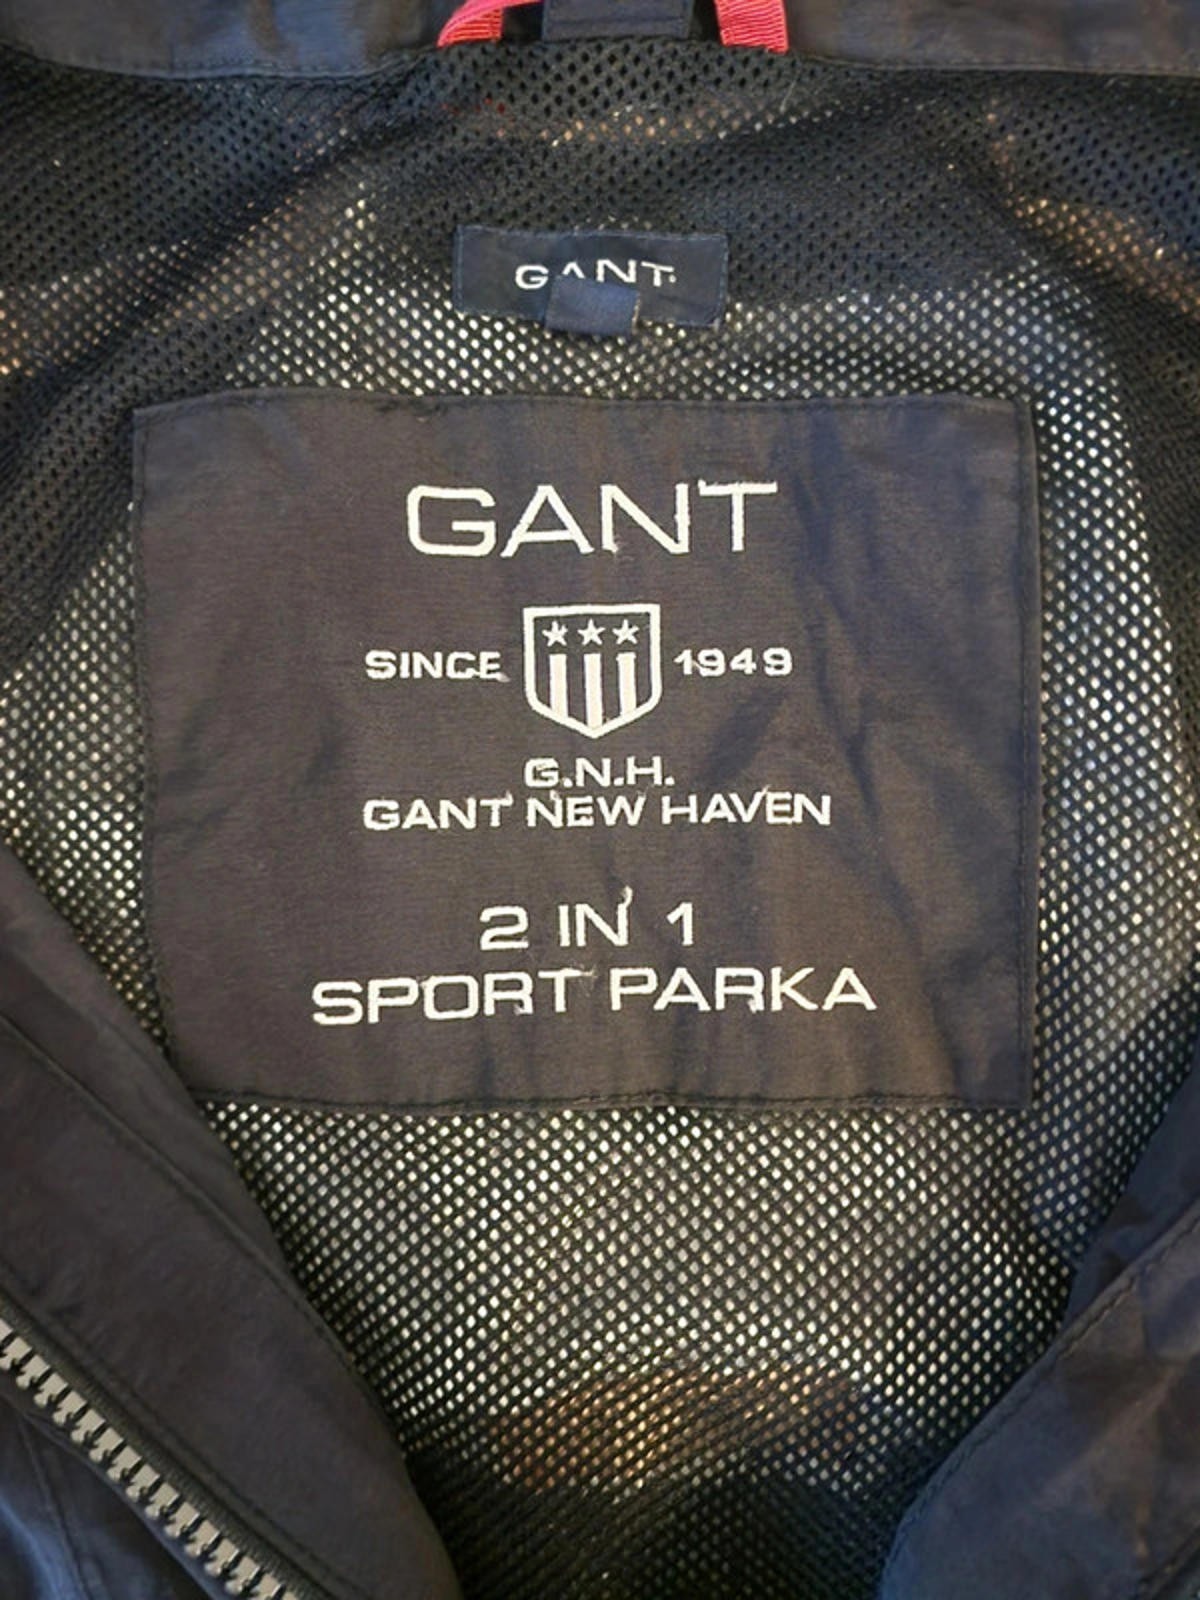 GANT
GANT
SINCE 1949
G.N.H.
GANT NEW HAVEN
2 IN 1
SPORT PARKA